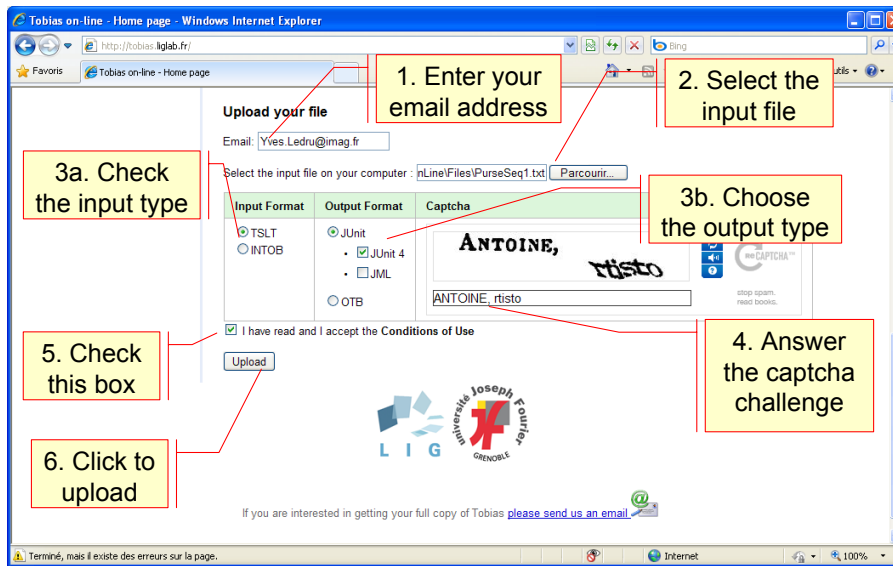 Tobias on-line - Home page - Windows Internet Explorer
http://tobias.liglab.fr/
Bing
Favoris
Tobias on-line - Home page
utils
1. Enter your
email address
2. Select the
input file
Upload your file
Email: Yves.Ledru@imag.fr
Select the input file on your computer : nLine\Files\PurseSeq1.txt Parcourir...
3a. Check
the input type
3b. Choose
the output type
Input Format Output Format Captcha
TSLT
INTOB
JUnit
JUnit 4
JML
OTB
ANTOINE,
rtisto
reCAPTCHA™
stop spam.
read books.
ANTOINE, rtisto
I have read and I accept the Conditions of Use
Upload
5. Check
this box
4. Answer
the captcha
challenge
6. Click to
upload
LIG
université Joseph Fourier
GRENOBLE
If you are interested in getting your full copy of Tobias please send us an email
Terminé, mais il existe des erreurs sur la page.
Internet
100%